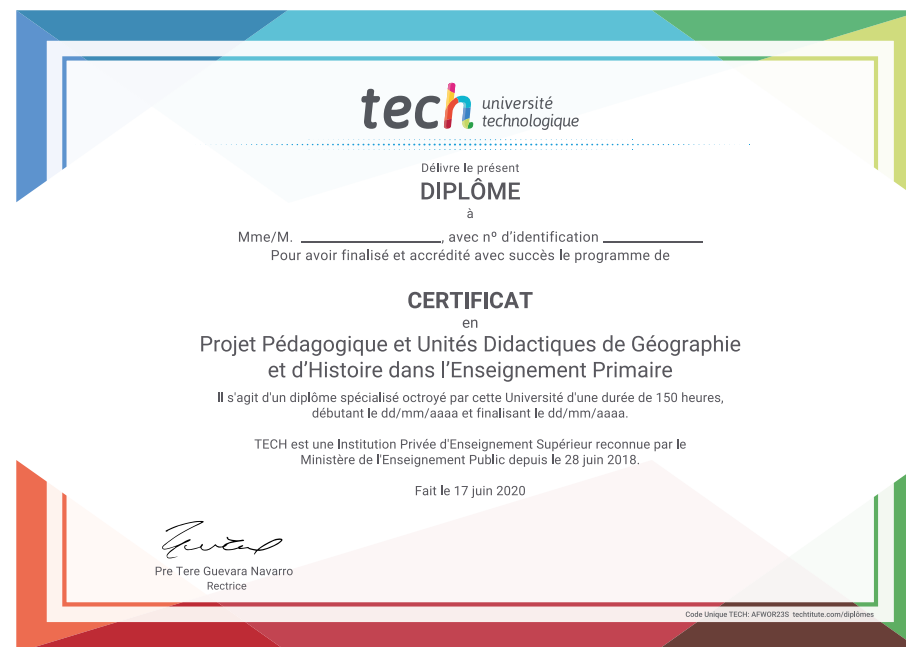 tech université
technologique
Délivre le présent
DIPLÔME
à
Mme/M. ____________________, avec nº d'identification ______________
Pour avoir finalisé et accrédité avec succès le programme de
CERTIFICAT
en
Projet Pédagogique et Unités Didactiques de Géographie
et d'Histoire dans l'Enseignement Primaire
Il s'agit d'un diplôme spécialisé octroyé par cette Université d'une durée de 150 heures,
débutant le dd/mm/aaaa et finalisant le dd/mm/aaaa.
TECH est une Institution Privée d'Enseignement Supérieur reconnue par le
Ministère de l'Enseignement Public depuis le 28 juin 2018.
Fait le 17 juin 2020
Pre Tere Guevara Navarro
Rectrice
Code Unique TECH: AFWOR23S techtitute.com/diplômes